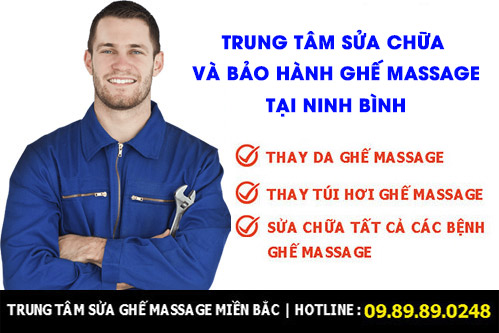 TRUNG TÂM SỬA CHỮA
VÀ BẢO HÀNH GHẾ MASSAGE
TẠI NINH BÌNH
THAY DA GHẾ MASSAGE
THAY TÚI HƠI GHẾ MASSAGE
SỬA CHỮA TẤT CẢ CÁC BỆNH
GHẾ MASSAGE
TRUNG TÂM SỬA GHẾ MASSAGE MIỀN BẮC | HOTLINE : 09.89.89.0248